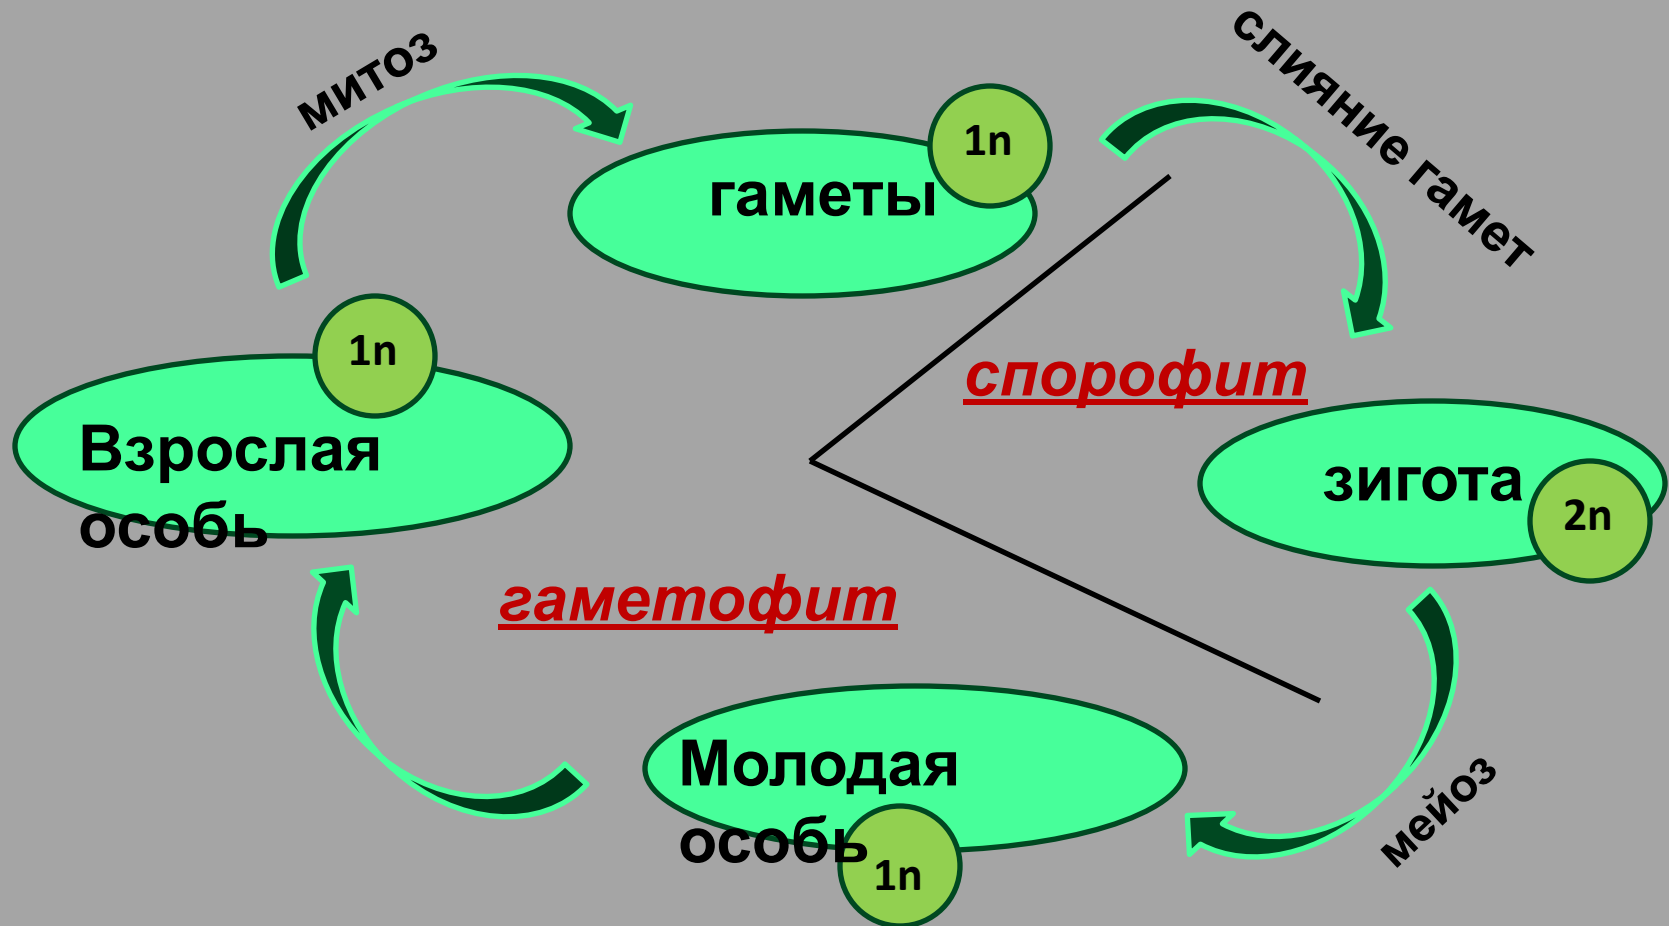 митоз
слияние гамет
1n
гаметы
1n
спорофит
Взрослая
особь
зигота
2n
гаметофит
Молодая
особь
1n
мейоз